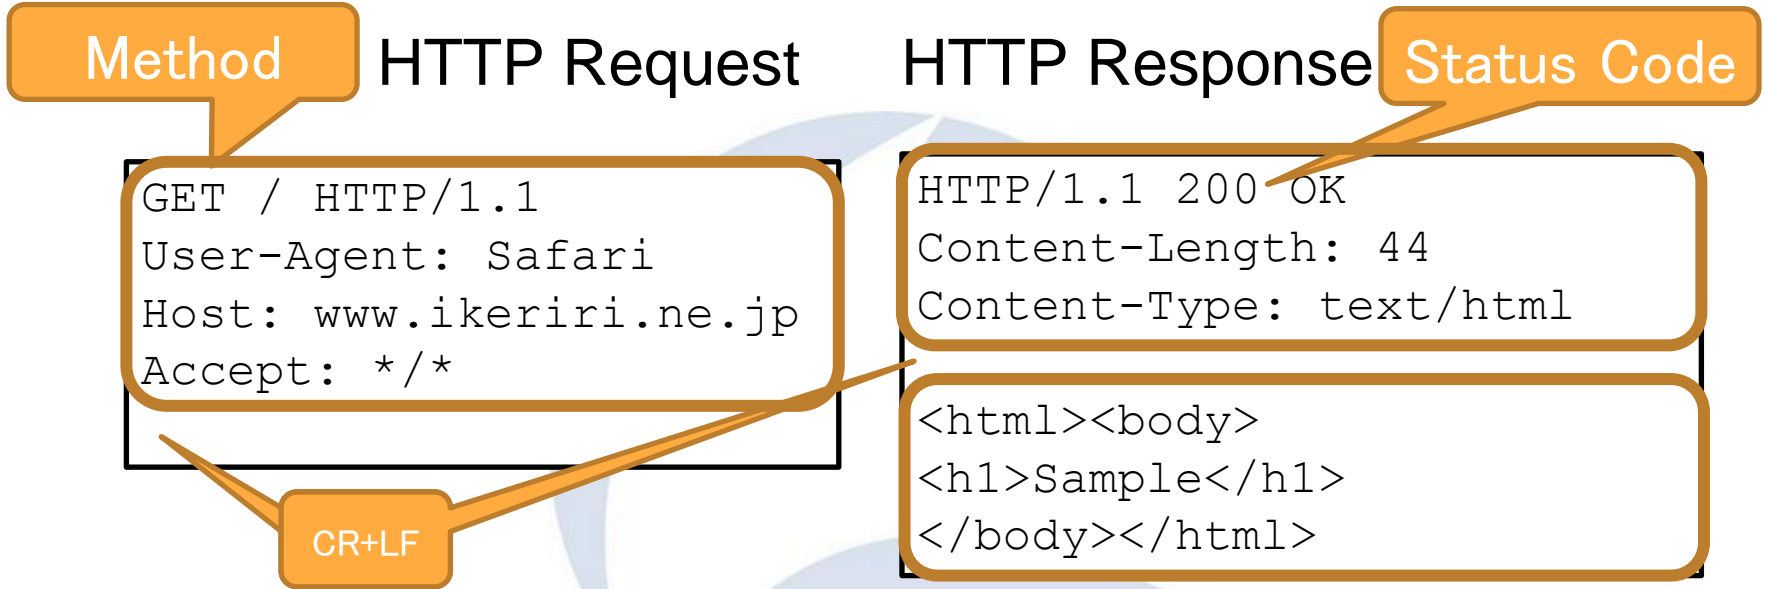 Method
HTTP Request
GET / HTTP/1.1
User-Agent: Safari
Host: www.ikeriri.ne.jp
Accept: */*
CR+LF
HTTP Response
Status Code
HTTP/1.1 200 OK
Content-Length: 44
Content-Type: text/html
<html><body>
<h1>Sample</h1>
</body></html>